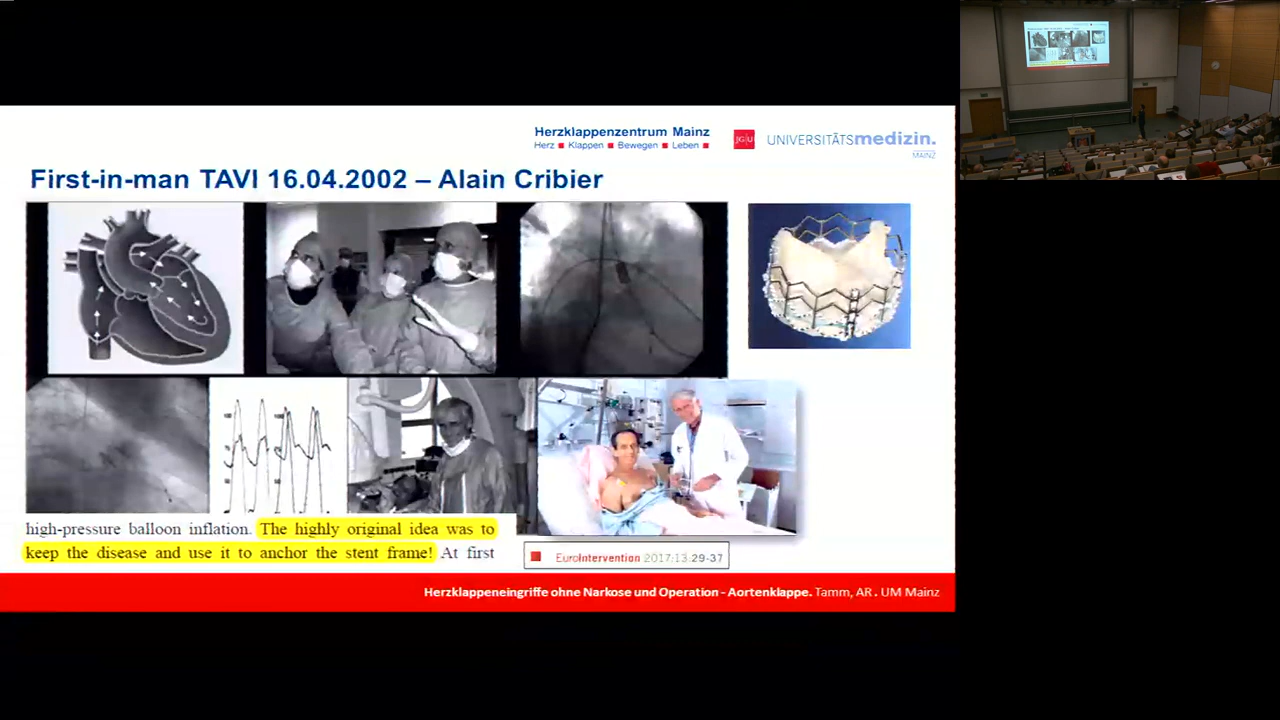 Herzklappenzentrum Mainz
Herz ■ Klappen ■ Bewegen ■ Leben ■
JG|U
UNIVERSITÄTSmedizin.
MAINZ
First-in-man TAVI 16.04.2002 – Alain Cribier
high-pressure balloon inflation. The highly original idea was to
keep the disease and use it to anchor the stent frame! At first
EuroIntervention 2017;13:29-37
Herzklappeneingriffe ohne Narkose und Operation - Aortenklappe. Tamm, AR . UM Mainz